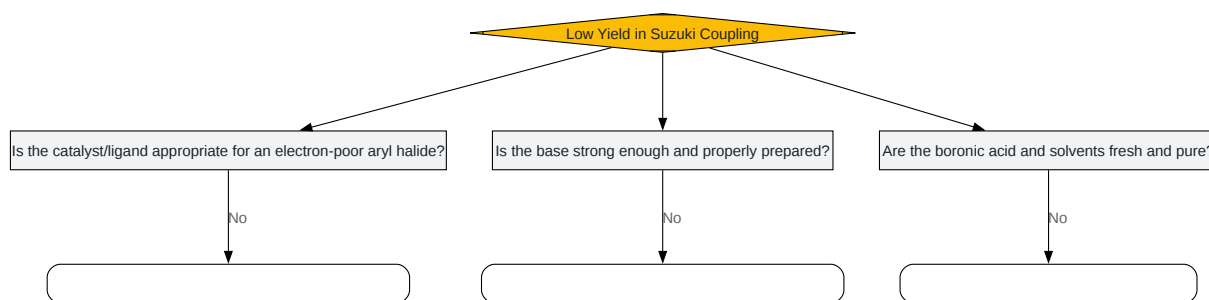 Low Yield in Suzuki Coupling
Is the catalyst/ligand appropriate for an electron-poor aryl halide?
Is the base strong enough and properly prepared?
Are the boronic acid and solvents fresh and pure?
No
No
No